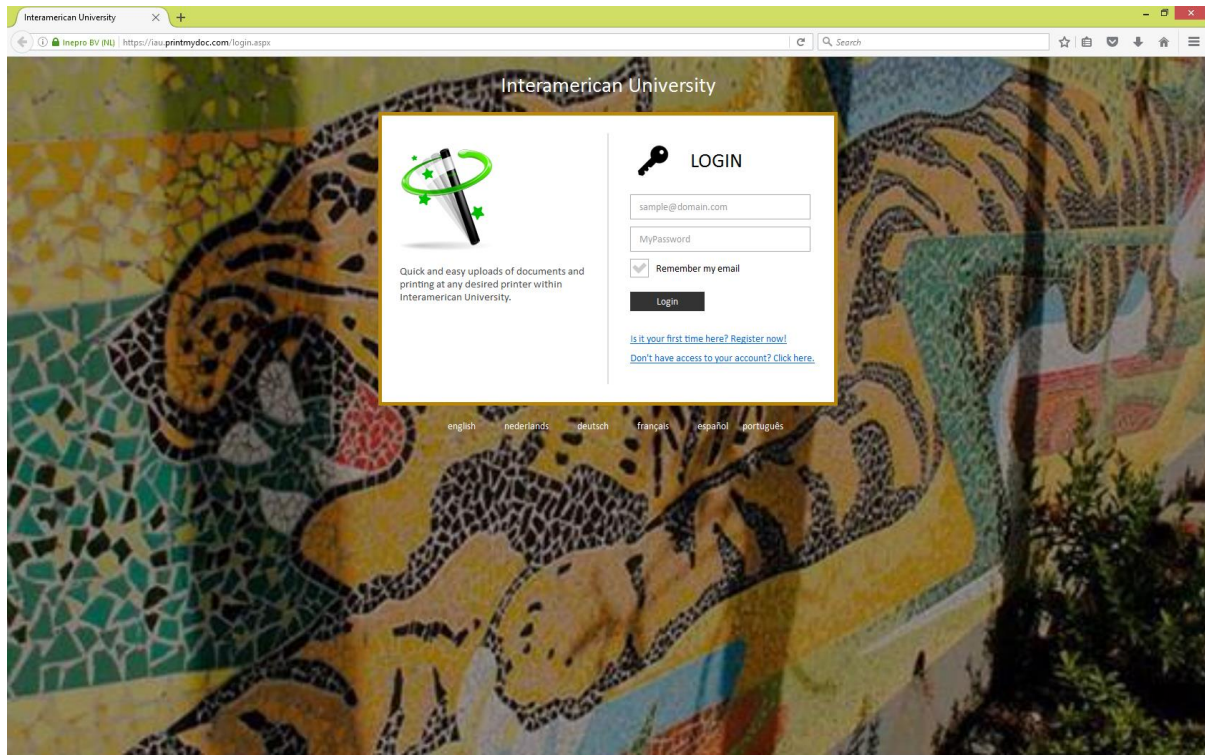 Interamerican University
Inepro BV (NL) https://iau.printmydoc.com/login.aspx
Search
Interamerican University
LOGIN
sample@domain.com
MyPassword
Remember my email
Login
Is it your first time here? Register now!
Don't have access to your account? Click here.
Quick and easy uploads of documents and
printing at any desired printer within
Interamerican University.
english nederlands deutsch français español português